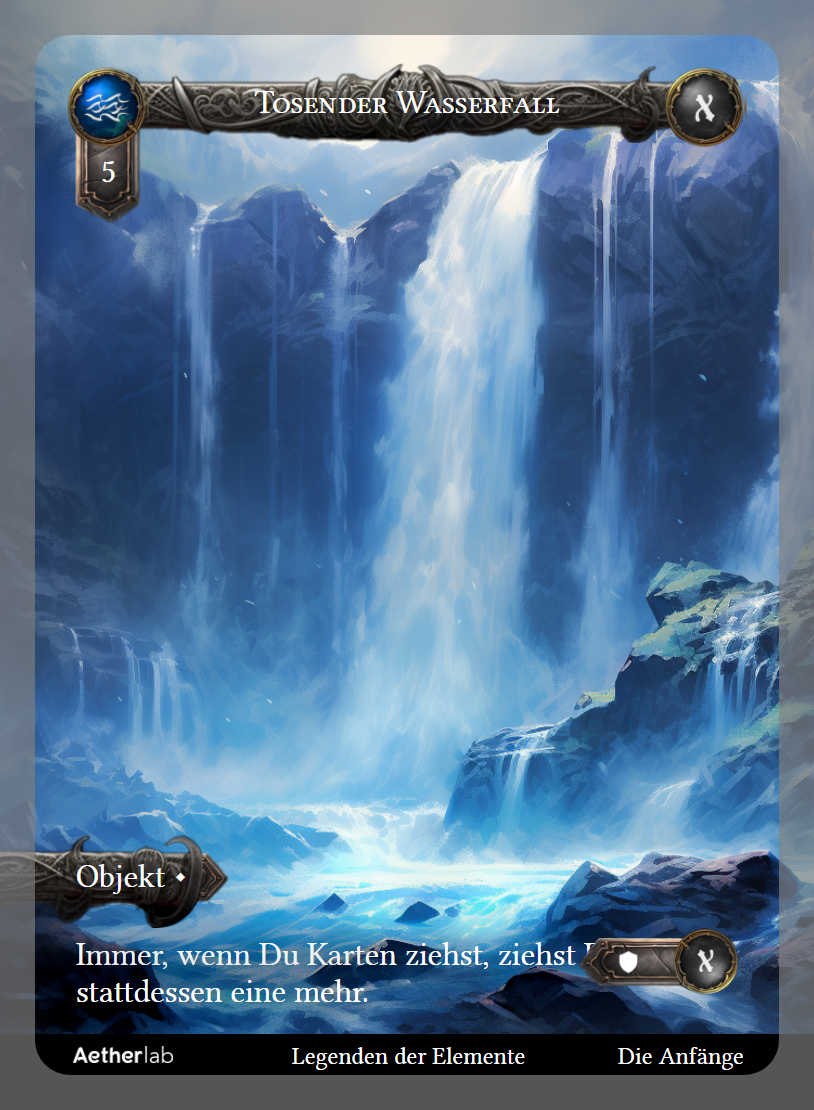 Tosender Wasserfall
5
Objekt
Immer, wenn Du Karten ziehst, ziehst
stattdessen eine mehr.
Aetherlab Legenden der Elemente Die Anfänge